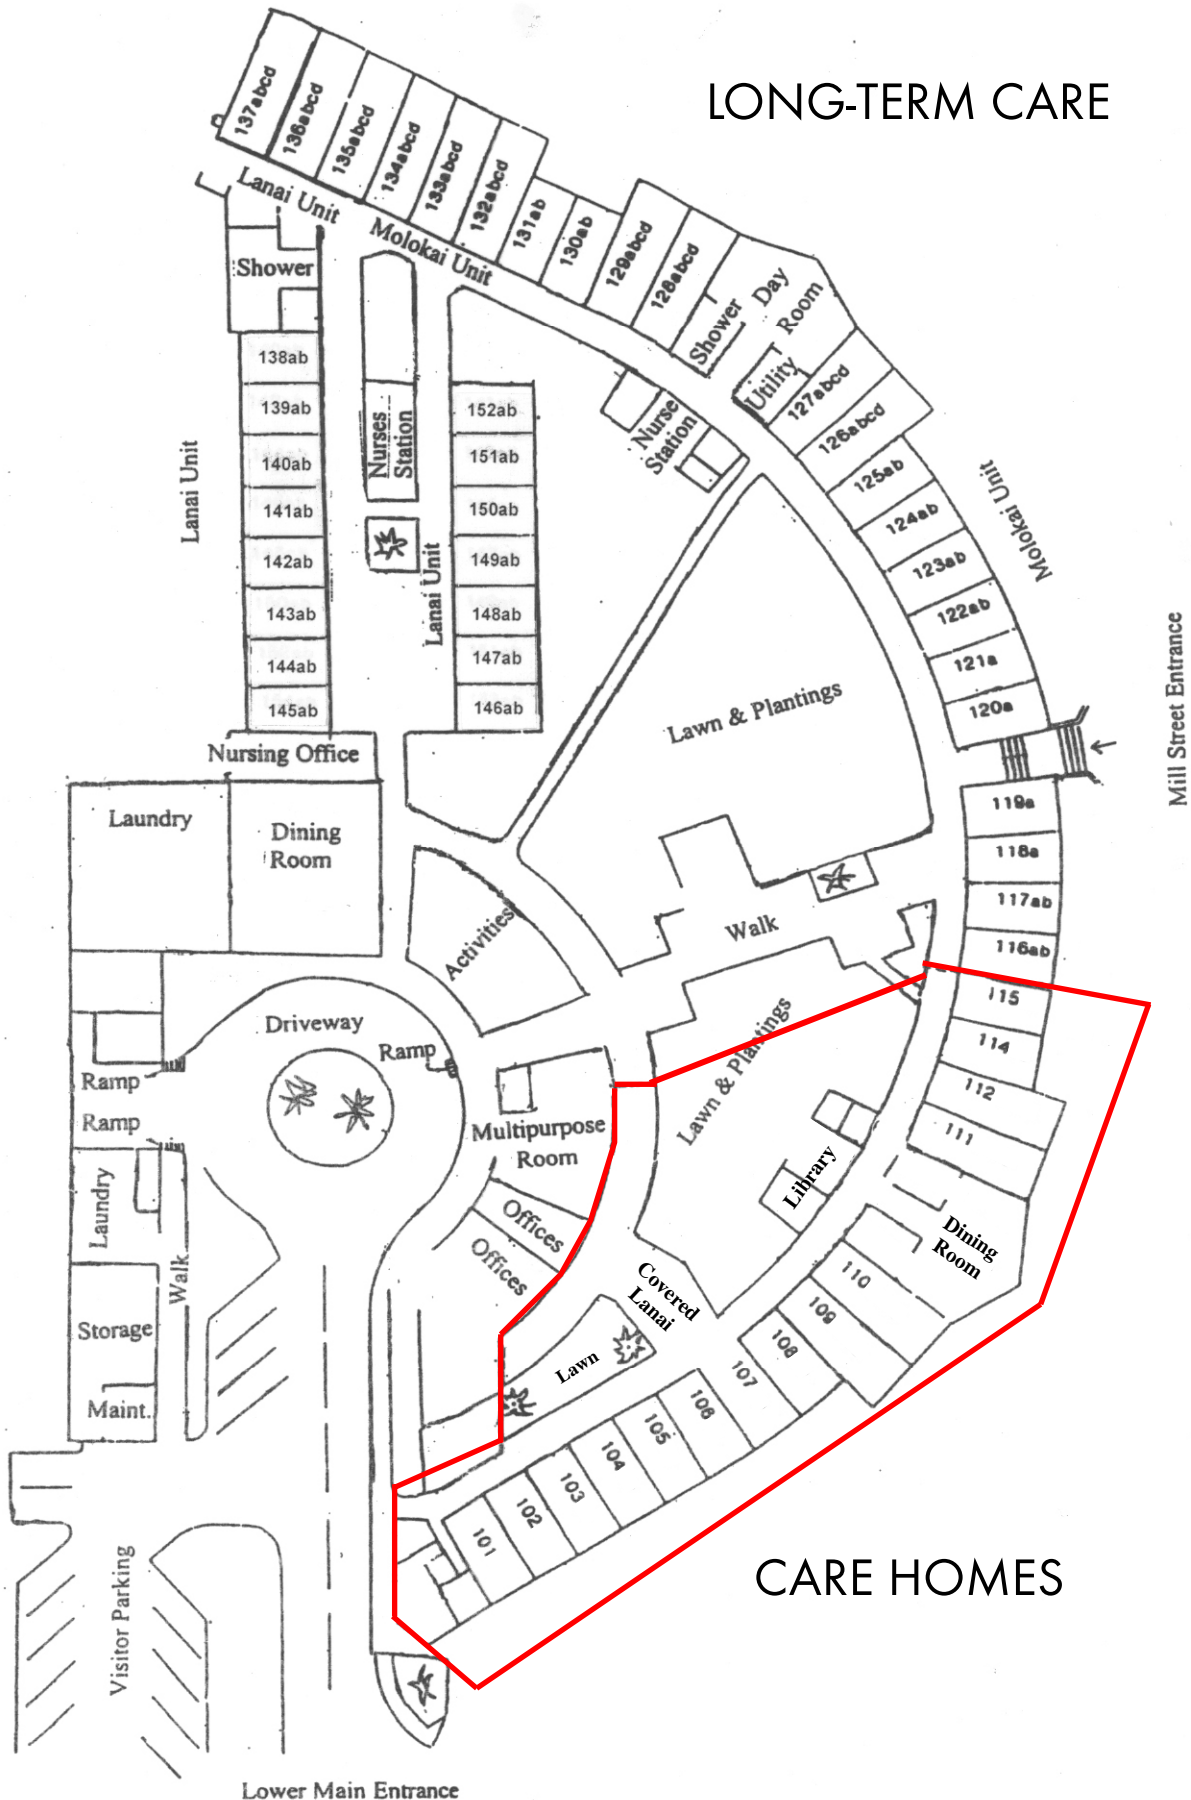 LONG-TERM CARE
137abcd
136abcd
135abcd
134abcd
133abcd
132abcd
131ab
130ab
129abcd
128abcd
Lanai Unit
Molokai Unit
Shower
Day
Room
Shower
Utility
127abcd
126abcd
125ab
124ab
123ab
122ab
121a
120a
Molokai Unit
Nurse
Station
138ab
139ab
140ab
141ab
142ab
143ab
144ab
145ab
Lanai Unit
Nurses
Station
Lanai Unit
152ab
151ab
150ab
149ab
148ab
147ab
146ab
Mill Street Entrance
Lawn & Plantings
Nursing Office
Laundry
Dining
Room
Activities
Walk
119a
118a
117ab
116ab
115
114
112
111
Driveway
Ramp
Ramp
Ramp
Lawn & Plantings
Multipurpose
Room
Library
Offices
Offices
Laundry
Walk
Dining
Room
Covered
Lanai
110
109
108
107
106
105
104
103
102
101
Lawn
Storage
Maint.
CARE HOMES
Visitor Parking
Lower Main Entrance